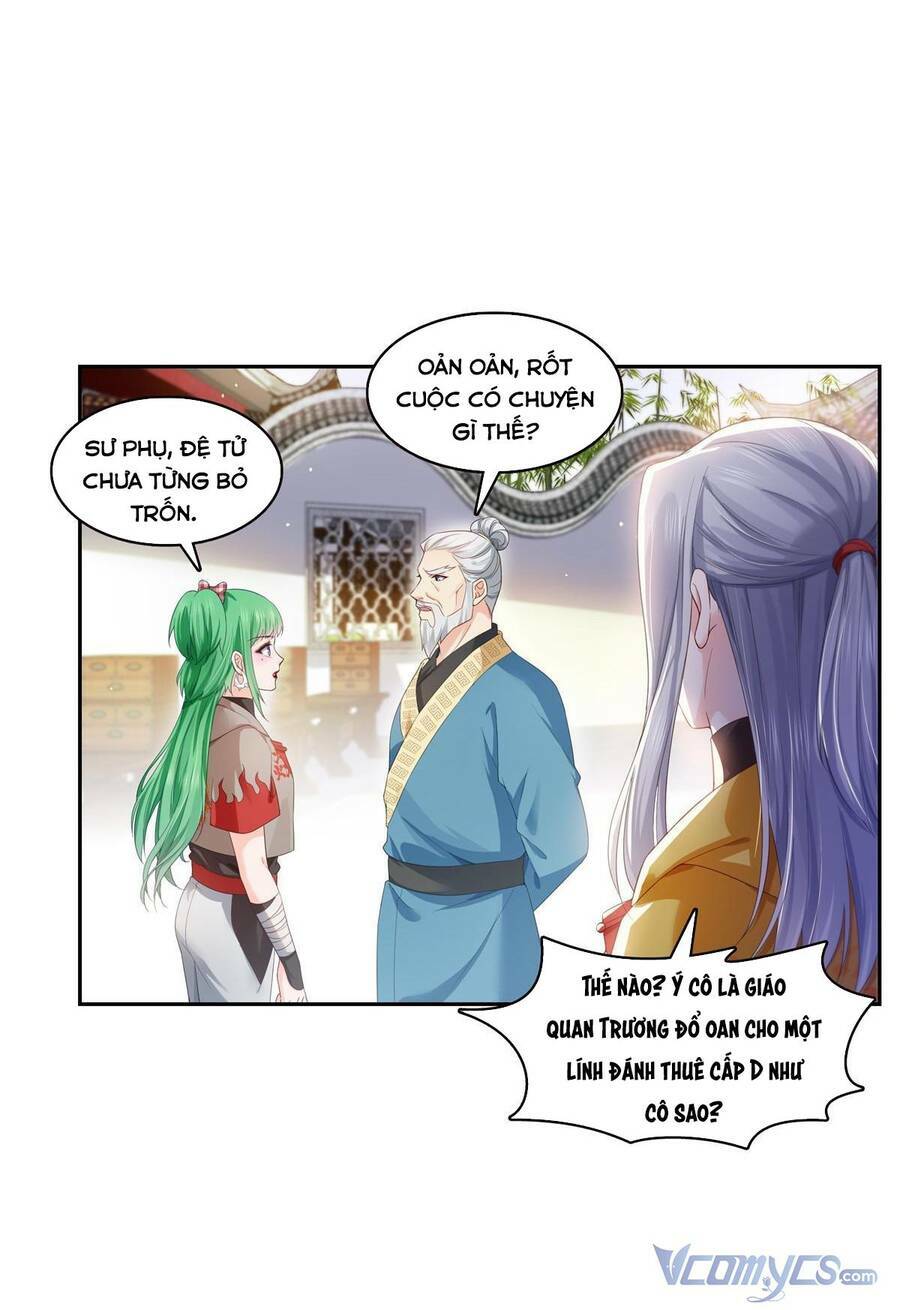 OẢN OẢN, RỐT
CUỘC CÓ CHUYỆN
GÌ THẾ?
SƯ PHỤ, ĐỆ TỬ
CHƯA TỪNG BỎ
TRỐN.
THẾ NÀO? Ý CÔ LÀ GIÁO
QUAN TRƯƠNG ĐỔ OAN CHO MỘT
LÍNH ĐÁNH THUÊ CẤP D NHƯ
CÔ SAO?
VCOMYCS.com